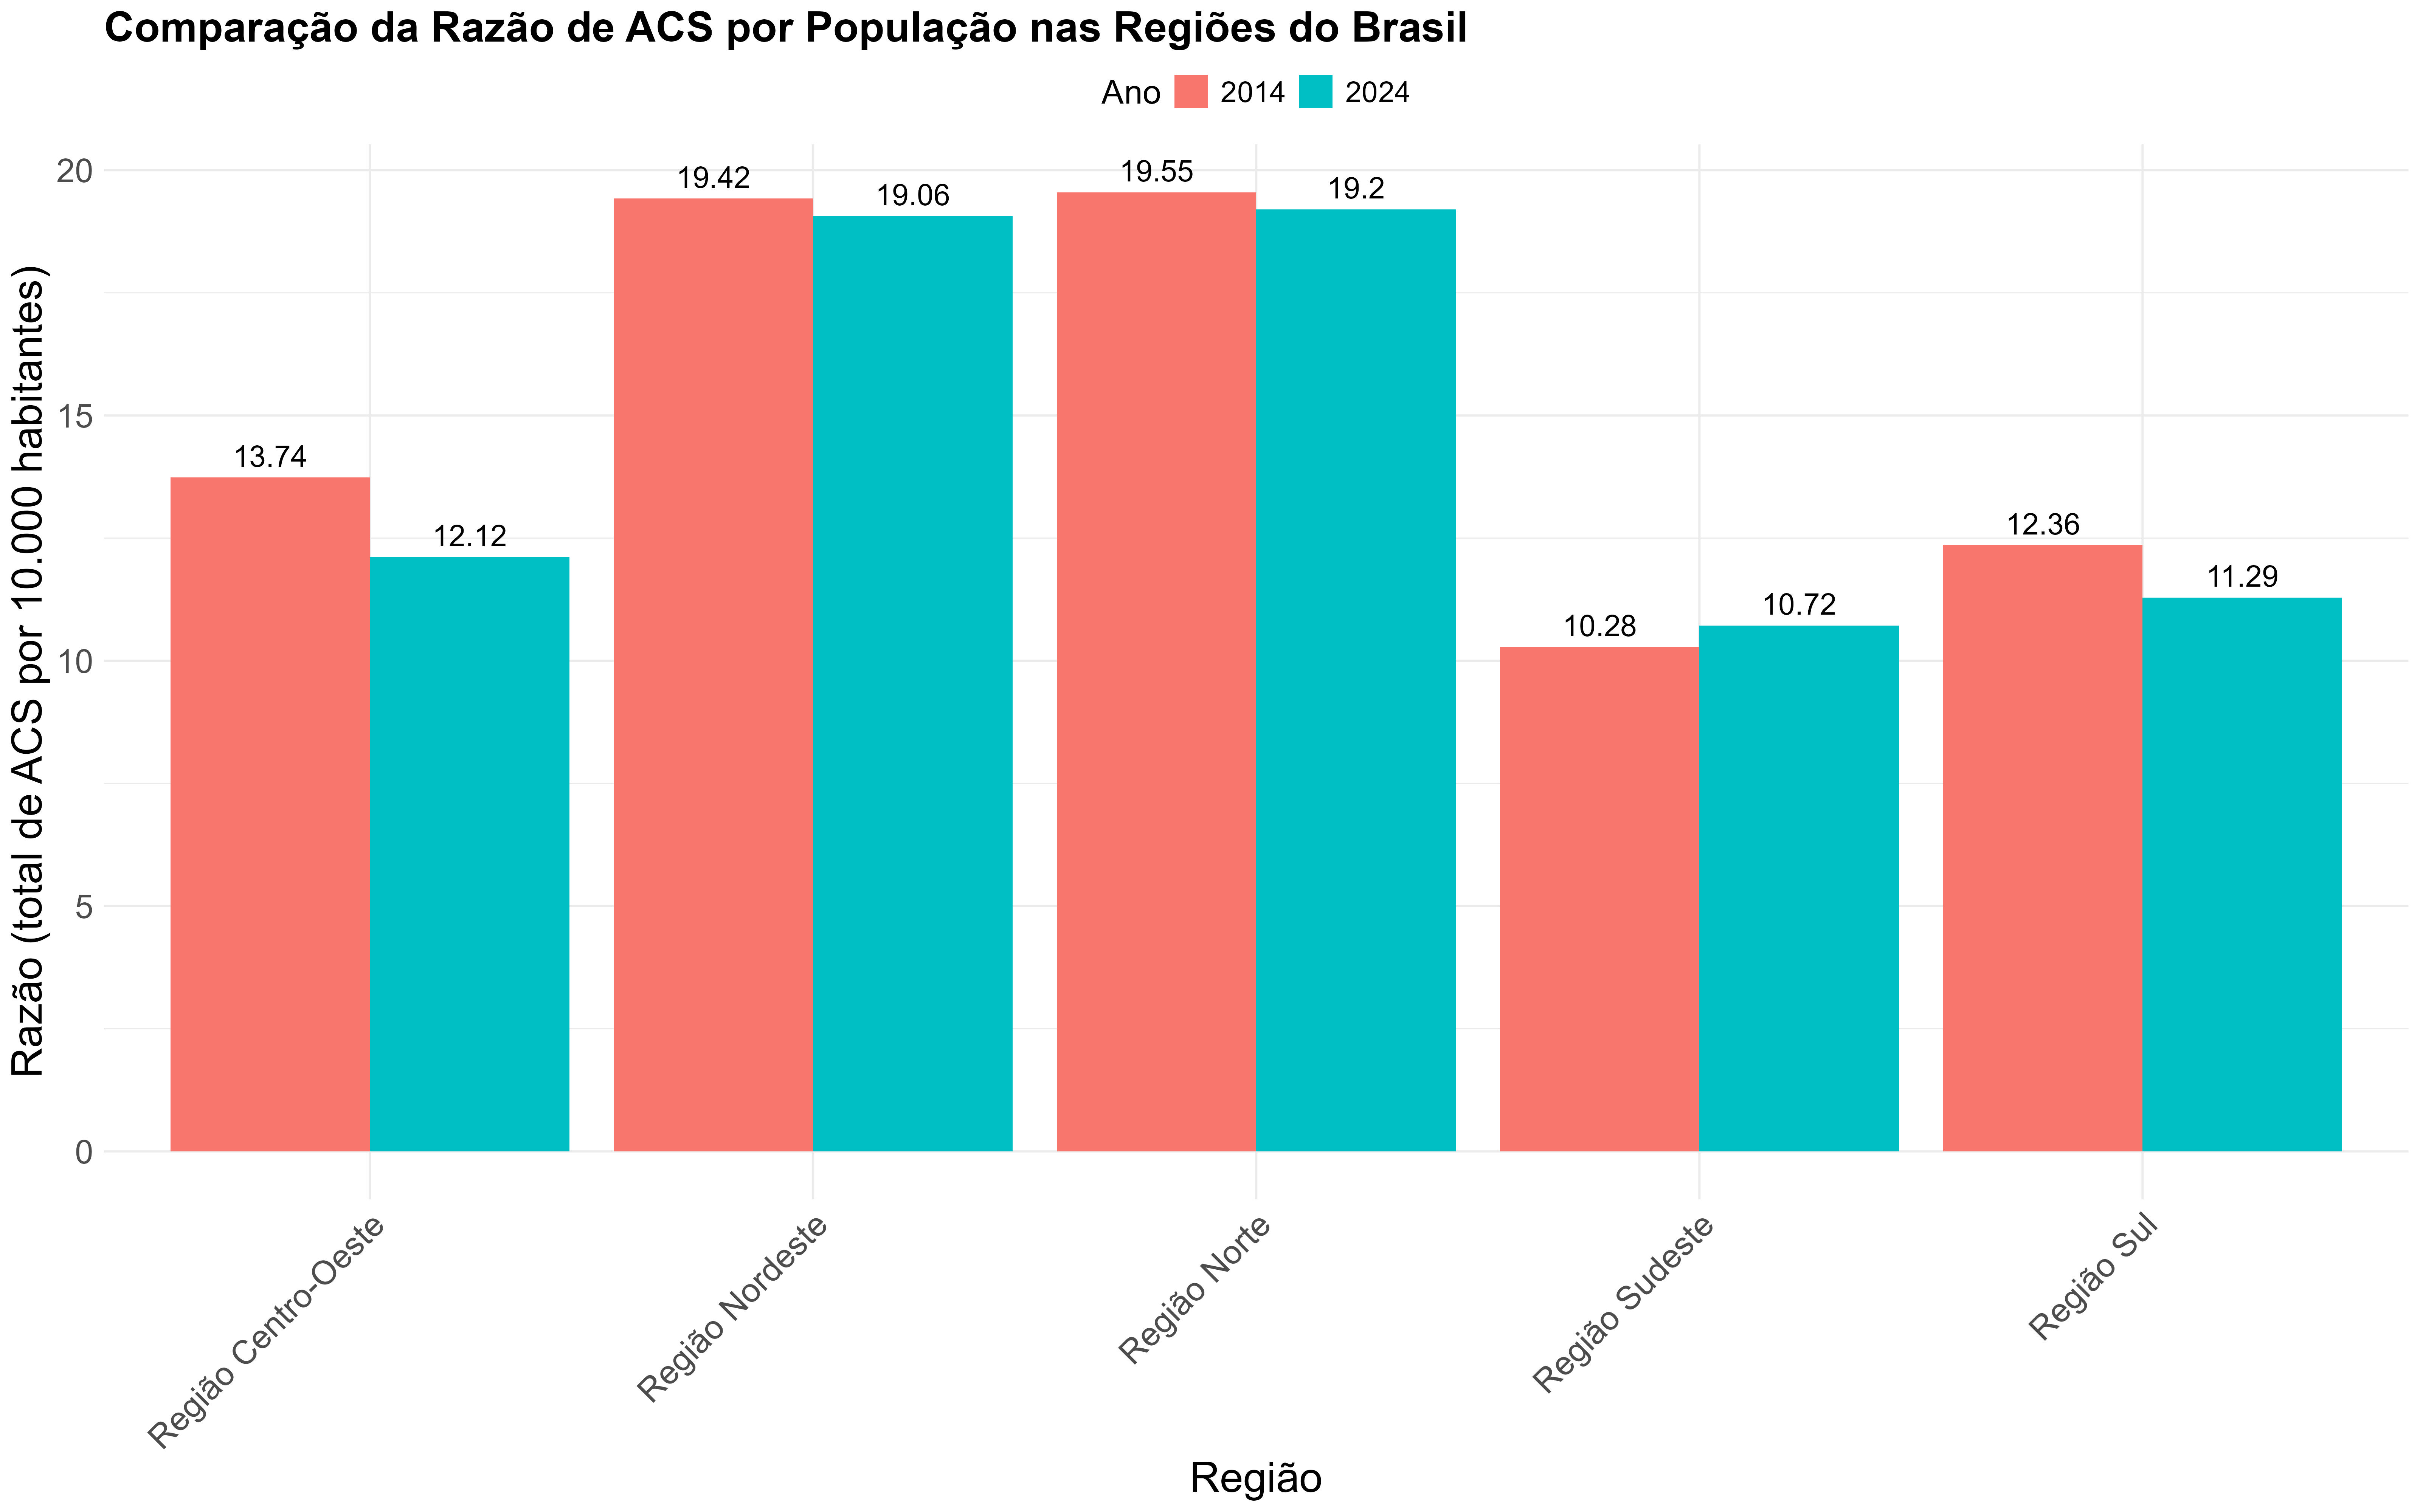 Comparação da Razão de ACS por População nas Regiões do Brasil
Ano 2014 2024
Razão (total de ACS por 10.000 habitantes)
20
15
10
5
0
13.74
12.12
19.42
19.06
19.55
19.2
10.28
10.72
12.36
11.29
Região Centro-Oeste
Região Nordeste
Região Norte
Região Sudeste
Região Sul
Região